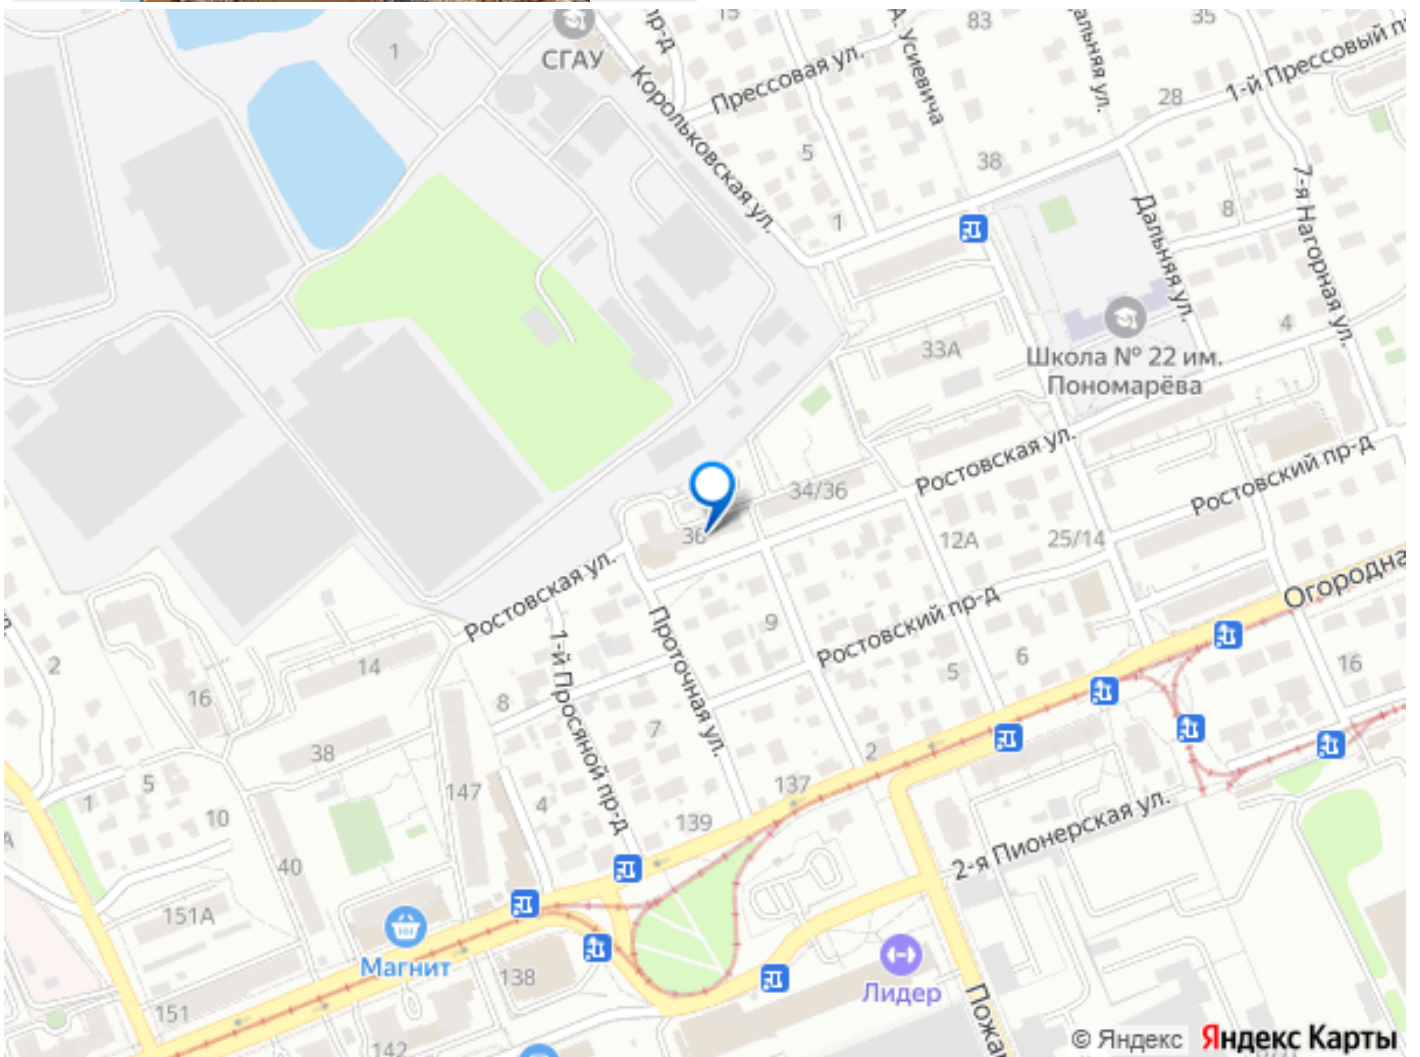 15
83
35
1
СГАУ
пр-д
А. Усиевича
Дальняя ул.
1-й Прессовый п
Прессовая ул.
28
Корольковская ул.
5
38
7-я Нагорная ул.
8
Дальняя ул.
1
4
33А
Школа № 22 им.
Пономарёва
Ростовская ул.
Ростовский пр-д
34/36
36
12А
25/14
Огородна
Ростовская ул.
Ростовский пр-д
9
Проточная ул.
1-й Просяной пр-д
2
14
16
5
6
16
8
7
38
2
147
137
5
1
4
10
139
А
2-я Пионерская ул.
40
151А
Магнит
138
Лидер
151
142
Пожа
© Яндекс Яндекс Карты